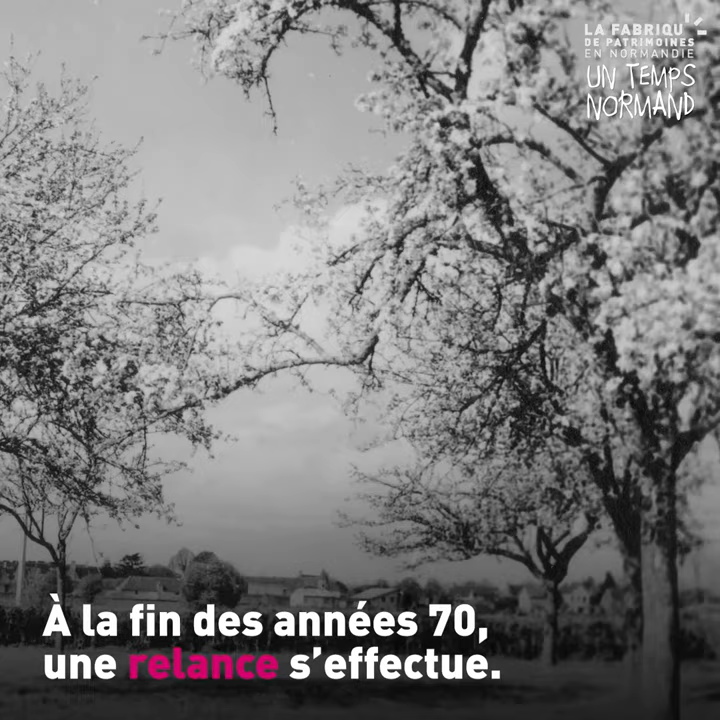 LA FABRIQU
DE PATRIMOINES
EN NORMANDIE
UN TEMPS
NORMAND
À la fin des années 70,
une relance s'effectue.